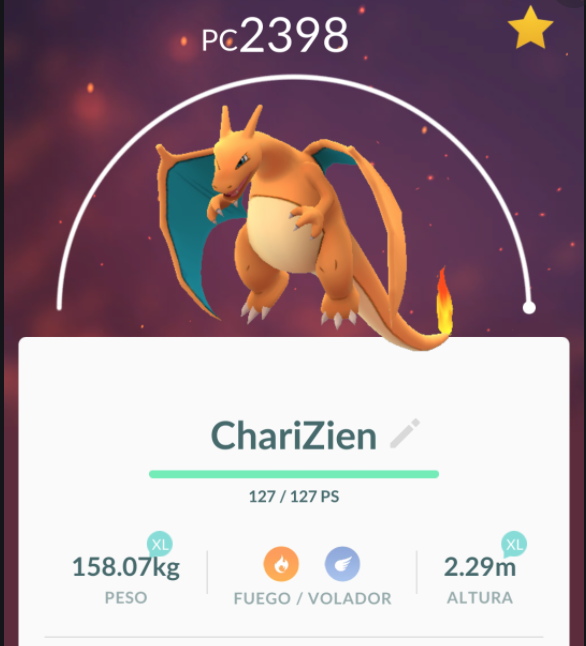 PC2398
ChariZien
127 / 127 PS
XL XL
158.07kg 2.29m
PESO FUEGO / VOLADOR ALTURA